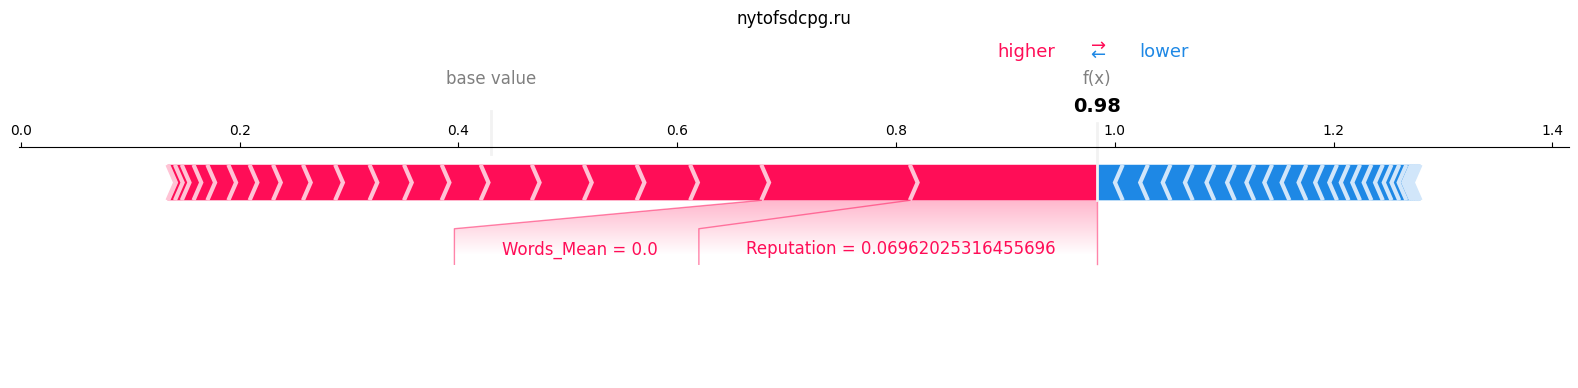 nytofsdcpg.ru
higher ⇄ lower
base value
f(x)
0.98
0.0 0.2 0.4 0.6 0.8 1.0 1.2 1.4
Words_Mean = 0.0
Reputation = 0.06962025316455696